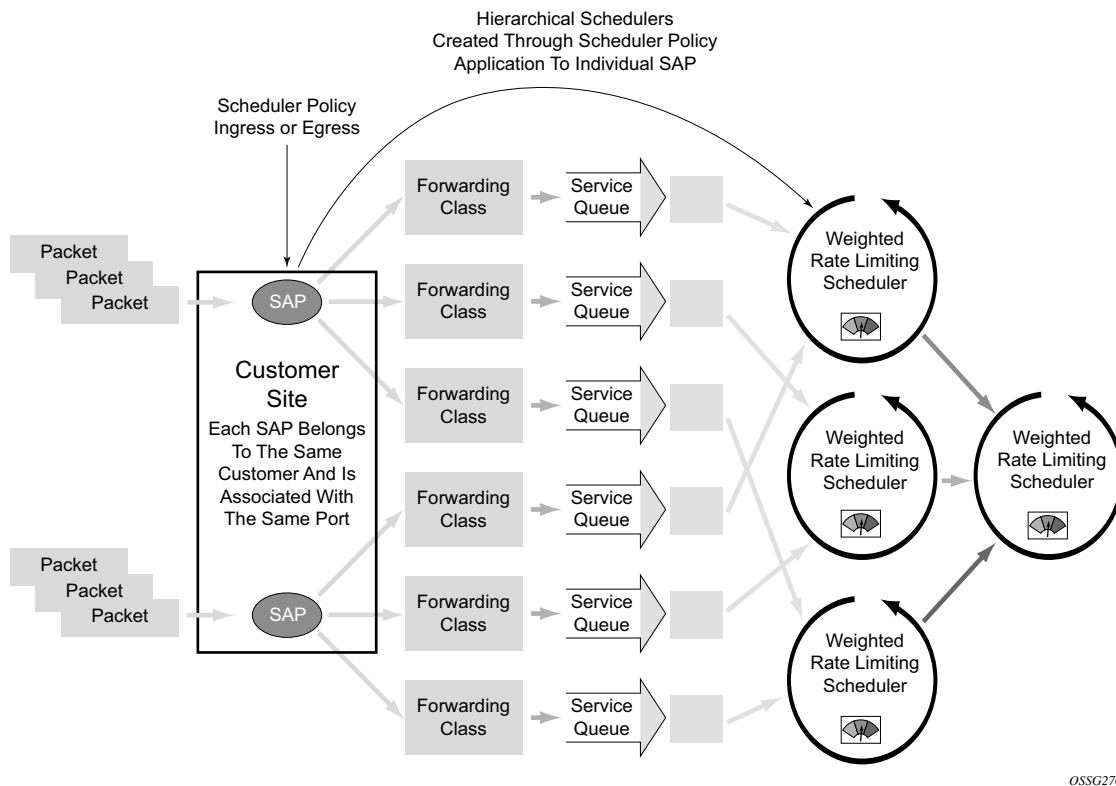 Hierarchical Schedulers
Created Through Scheduler Policy
Application To Individual SAP
Scheduler Policy
Ingress or Egress
Packet
Packet
Packet
SAP
Customer
Site
Each SAP Belongs
To The Same
Customer And Is
Associated With
The Same Port
Packet
Packet
Packet
SAP
Forwarding
Class
Service
Queue
Forwarding
Class
Service
Queue
Forwarding
Class
Service
Queue
Forwarding
Class
Service
Queue
Forwarding
Class
Service
Queue
Forwarding
Class
Service
Queue
Weighted
Rate Limiting
Scheduler
Weighted
Rate Limiting
Scheduler
Weighted
Rate Limiting
Scheduler
Weighted
Rate Limiting
Scheduler